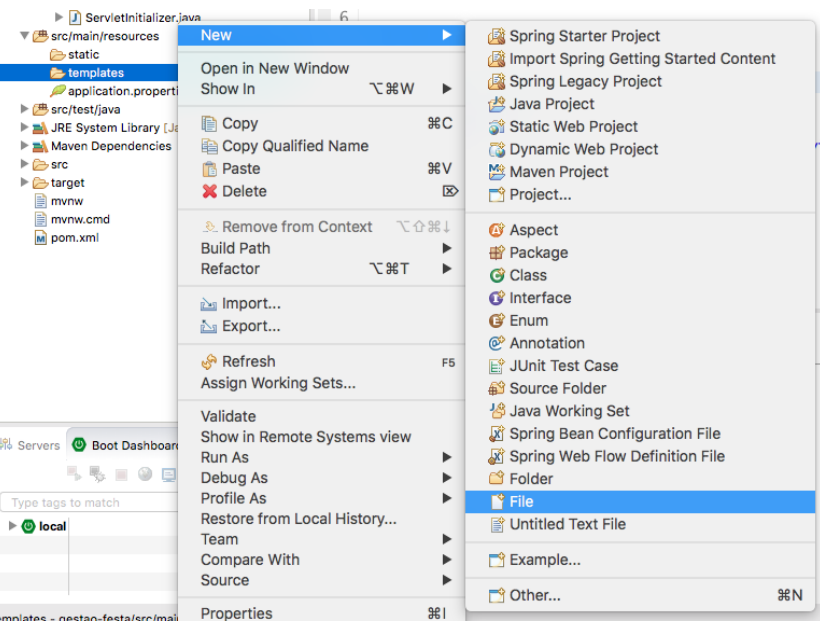 ServletInitializer.java
src/main/resources
static
templates
application.properti
src/test/java
JRE System Library [Ja
Maven Dependencies
src
target
mvnw
mvnw.cmd
pom.xml
6
Servers
Boot Dashboard
Type tags to match
local
mplates - gestao-festa/src/mai
New
Open in New Window
Show In ⌥⌘W
Copy ⌘C
Copy Qualified Name
Paste ⌘V
Delete ⌦
Remove from Context ⌥⇧⌘↓
Build Path
Refactor ⌥⌘T
Import...
Export...
Refresh F5
Assign Working Sets...
Validate
Show in Remote Systems view
Run As
Debug As
Profile As
Restore from Local History...
Team
Compare With
Source
Properties ⌘I
Spring Starter Project
Import Spring Getting Started Content
Spring Legacy Project
Java Project
Static Web Project
Dynamic Web Project
Maven Project
Project...
Aspect
Package
Class
Interface
Enum
Annotation
JUnit Test Case
Source Folder
Java Working Set
Spring Bean Configuration File
Spring Web Flow Definition File
Folder
File
Untitled Text File
Example...
Other... ⌘N